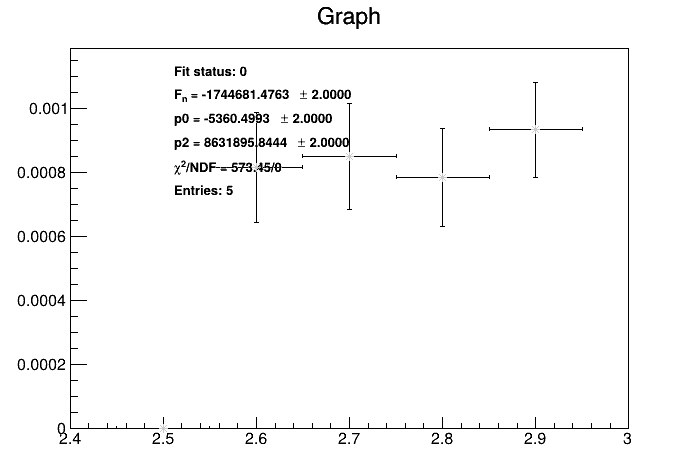 Graph
Fit status: 0
Fn = -1744681.4763 ± 2.0000
p0 = -5360.4993 ± 2.0000
p2 = 8631895.8444 ± 2.0000
χ²/NDF = 573.45/0
Entries: 5
0.001
0.0008
0.0006
0.0004
0.0002
0
2.4 2.5 2.6 2.7 2.8 2.9 3